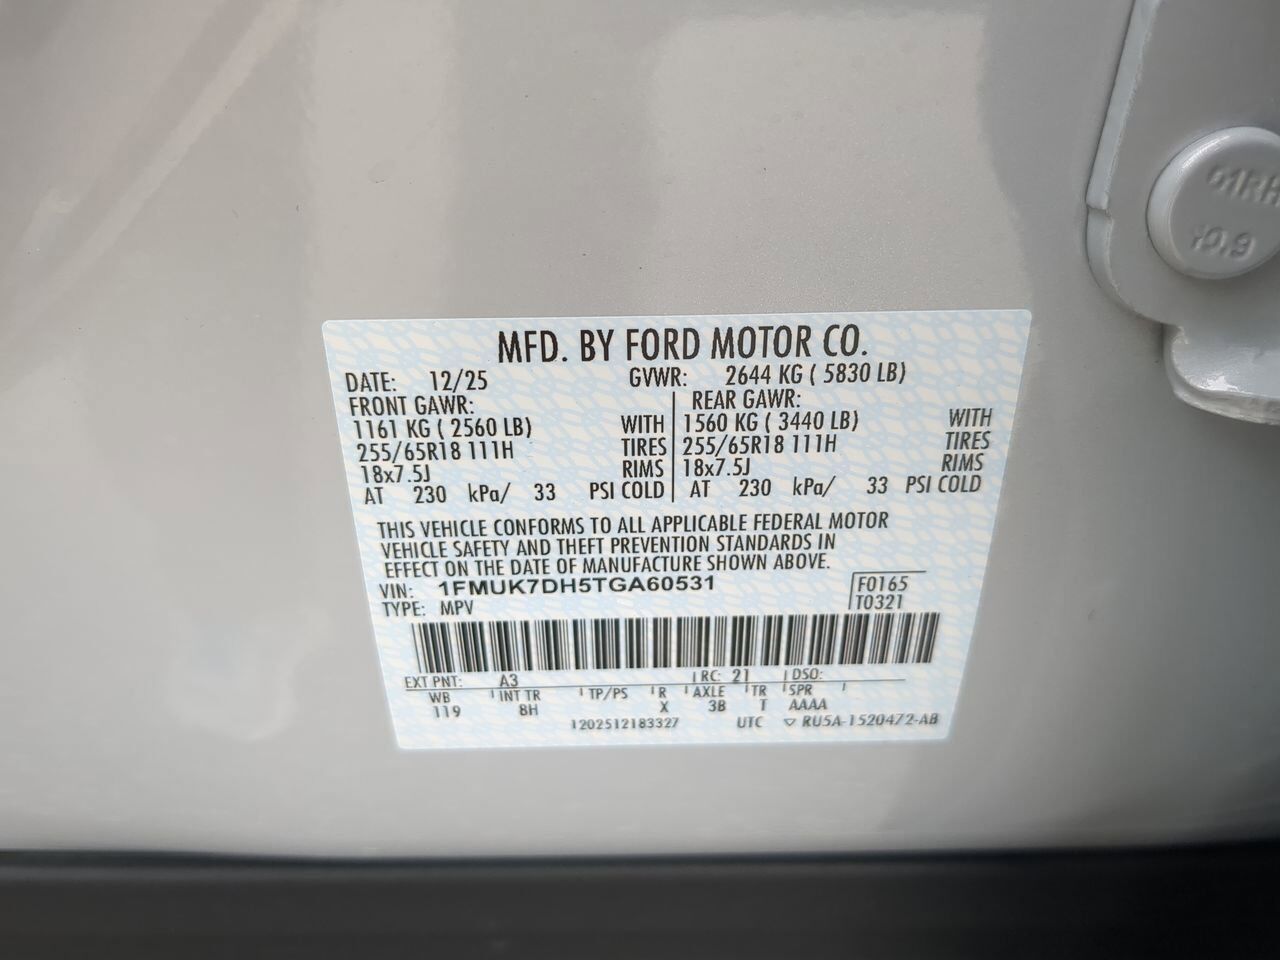 61RH
10.9
MFD. BY FORD MOTOR CO.
DATE: 12/25 GVWR: 2644 KG ( 5830 LB)
FRONT GAWR: REAR GAWR:
1161 KG ( 2560 LB) WITH 1560 KG ( 3440 LB) WITH
255/65R18 111H TIRES 255/65R18 111H TIRES
18x7.5J RIMS 18x7.5J RIMS
AT 230 kPa/ 33 PSI COLD AT 230 kPa/ 33 PSI COLD
THIS VEHICLE CONFORMS TO ALL APPLICABLE FEDERAL MOTOR
VEHICLE SAFETY AND THEFT PREVENTION STANDARDS IN
EFFECT ON THE DATE OF MANUFACTURE SHOWN ABOVE.
VIN: 1FMUK7DH5TGA60531 F0165
TYPE: MPV T0321
EXT PNT: A3 RC: 21 DSO:
WB INT TR TP/PS R AXLE TR SPR
119 8H X 3B T AAAA
1202512183327 UTC ▽ RU5A-1520472-AB